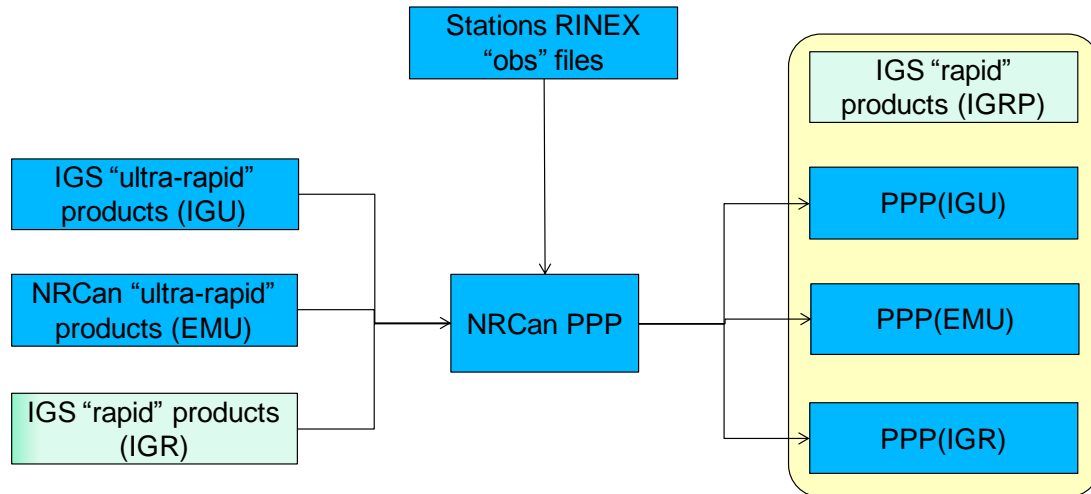 Stations RINEX
“obs” files
IGS “ultra-rapid”
products (IGU)
NRCan “ultra-rapid”
products (EMU)
IGS “rapid” products
(IGR)
NRCan PPP
IGS “rapid”
products (IGRP)
PPP(IGU)
PPP(EMU)
PPP(IGR)